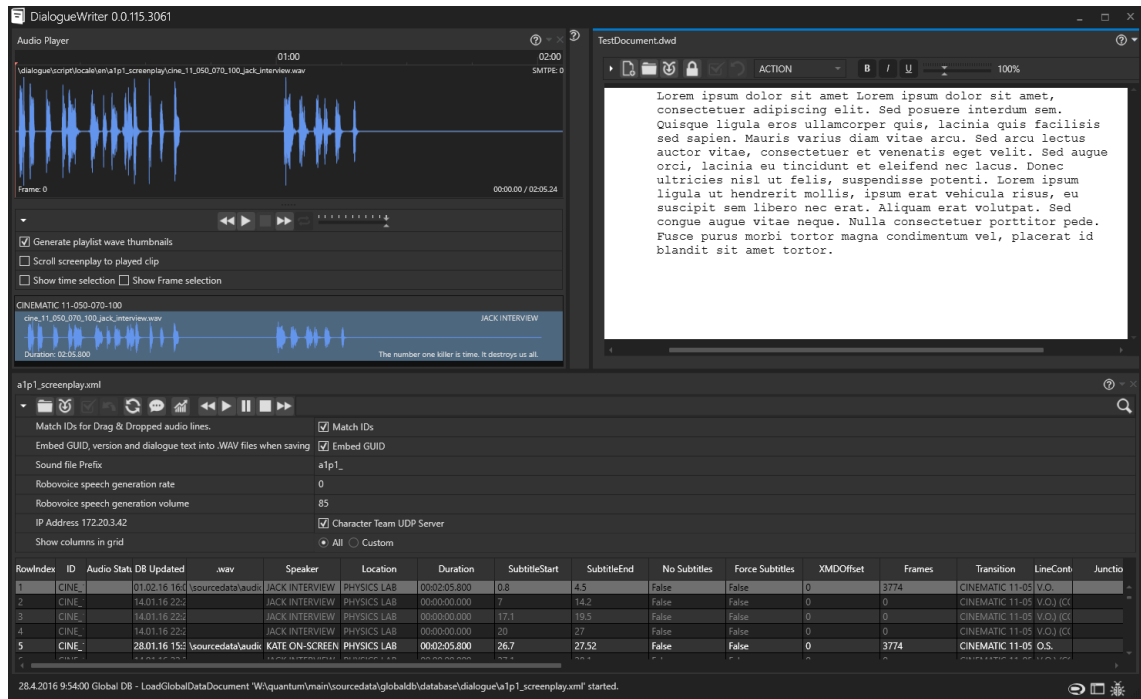 DialogueWriter 0.0.115.3061
Audio Player
01:00 02:00
\dialogue\script\locale\en\a1p1_screenplay\cine_11_050_070_100_jack_interview.wav SMTPE: 0
Frame: 0 00:00.00 / 02:05.24
Generate playlist wave thumbnails
Scroll screenplay to played clip
Show time selection Show Frame selection
CINEMATIC 11-050-070-100
cine_11_050_070_100_jack_interview.wav JACK INTERVIEW
Duration: 02:05.800 The number one killer is time. It destroys us all.
TestDocument.dwd
ACTION B I U 100%
Lorem ipsum dolor sit amet Lorem ipsum dolor sit amet,
consectetuer adipiscing elit. Sed posuere interdum sem.
Quisque ligula eros ullamcorper quis, lacinia quis facilisis
sed sapien. Mauris varius diam vitae arcu. Sed arcu lectus
auctor vitae, consectetuer et venenatis eget velit. Sed augue
orci, lacinia eu tincidunt et eleifend nec lacus. Donec
ultricies nisl ut felis, suspendisse potenti. Lorem ipsum
ligula ut hendrerit mollis, ipsum erat vehicula risus, eu
suscipit sem libero nec erat. Aliquam erat volutpat. Sed
congue augue vitae neque. Nulla consectetuer porttitor pede.
Fusce purus morbi tortor magna condimentum vel, placerat id
blandit sit amet tortor.
a1p1_screenplay.xml
Match IDs for Drag & Dropped audio lines. Match IDs
Embed GUID, version and dialogue text into .WAV files when saving Embed GUID
Sound file Prefix a1p1_
Robovoice speech generation rate 0
Robovoice speech generation volume 85
IP Address 172.20.3.42 Character Team UDP Server
Show columns in grid All Custom
RowIndex ID Audio Statu DB Updated .wav Speaker Location Duration SubtitleStart SubtitleEnd No Subtitles Force Subtitles XMDOffset Frames Transition LineCont Junctio
1 CINE_ 01.02.16 16:0 \sourcedata\audic JACK INTERVIEW PHYSICS LAB 00:02:05.800 0.8 4.5 False False 0 3774 CINEMATIC 11-05 V.O.
2 CINE_ 14.01.16 22:2 JACK INTERVIEW PHYSICS LAB 00:00:00.000 7 14.2 False False 0 0 CINEMATIC 11-05 V.O.) (CC
3 CINE_ 14.01.16 22:2 JACK INTERVIEW PHYSICS LAB 00:00:00.000 17.1 19.5 False False 0 0 CINEMATIC 11-05 V.O.) (CC
4 CINE_ 14.01.16 22:2 JACK INTERVIEW PHYSICS LAB 00:00:00.000 20 27 False False 0 0 CINEMATIC 11-05 V.O.) (CC
5 CINE_ 28.01.16 15:3 \sourcedata\audic KATE ON-SCREEN PHYSICS LAB 00:02:05.800 26.7 27.52 False False 0 3774 CINEMATIC 11-05 O.S.
28.4.2016 9:54:00 Global DB - LoadGlobalDataDocument 'W:\quantum\main\sourcedata\globaldb\database\dialogue\a1p1_screenplay.xml' started.